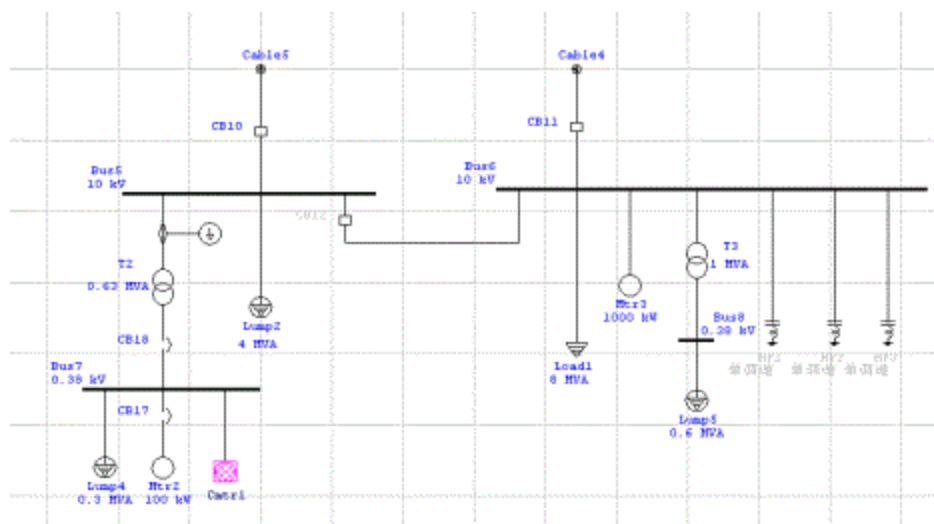 Cable5
Cable4
CB10
CB11
Bus5
10 kV
Bus6
10 kV
T2
0.63 MVA
T3
1 MVA
Mtr3
1000 kW
Lump2
4 MVA
CB18
Bus8
0.38 kV
Bus7
0.38 kV
Load1
8 MVA
CB17
Lump5
0.6 MVA
Lump4
0.3 MVA
Mtr2
100 kW
Cmtr1